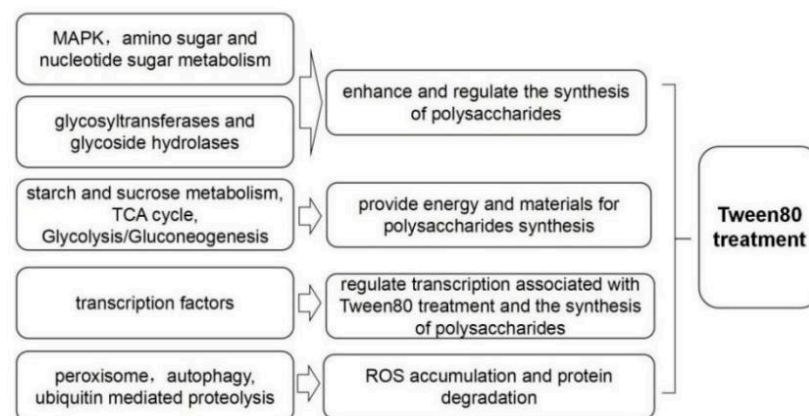 MAPK，amino sugar and
nucleotide sugar metabolism
glycosyltransferases and
glycoside hydrolases
enhance and regulate the synthesis
of polysaccharides
starch and sucrose metabolism,
TCA cycle,
Glycolysis/Gluconeogenesis
provide energy and materials for
polysaccharides synthesis
transcription factors
regulate transcription associated with
Tween80 treatment and the synthesis
of polysaccharides
peroxisome，autophagy,
ubiquitin mediated proteolysis
ROS accumulation and protein
degradation
Tween80
treatment